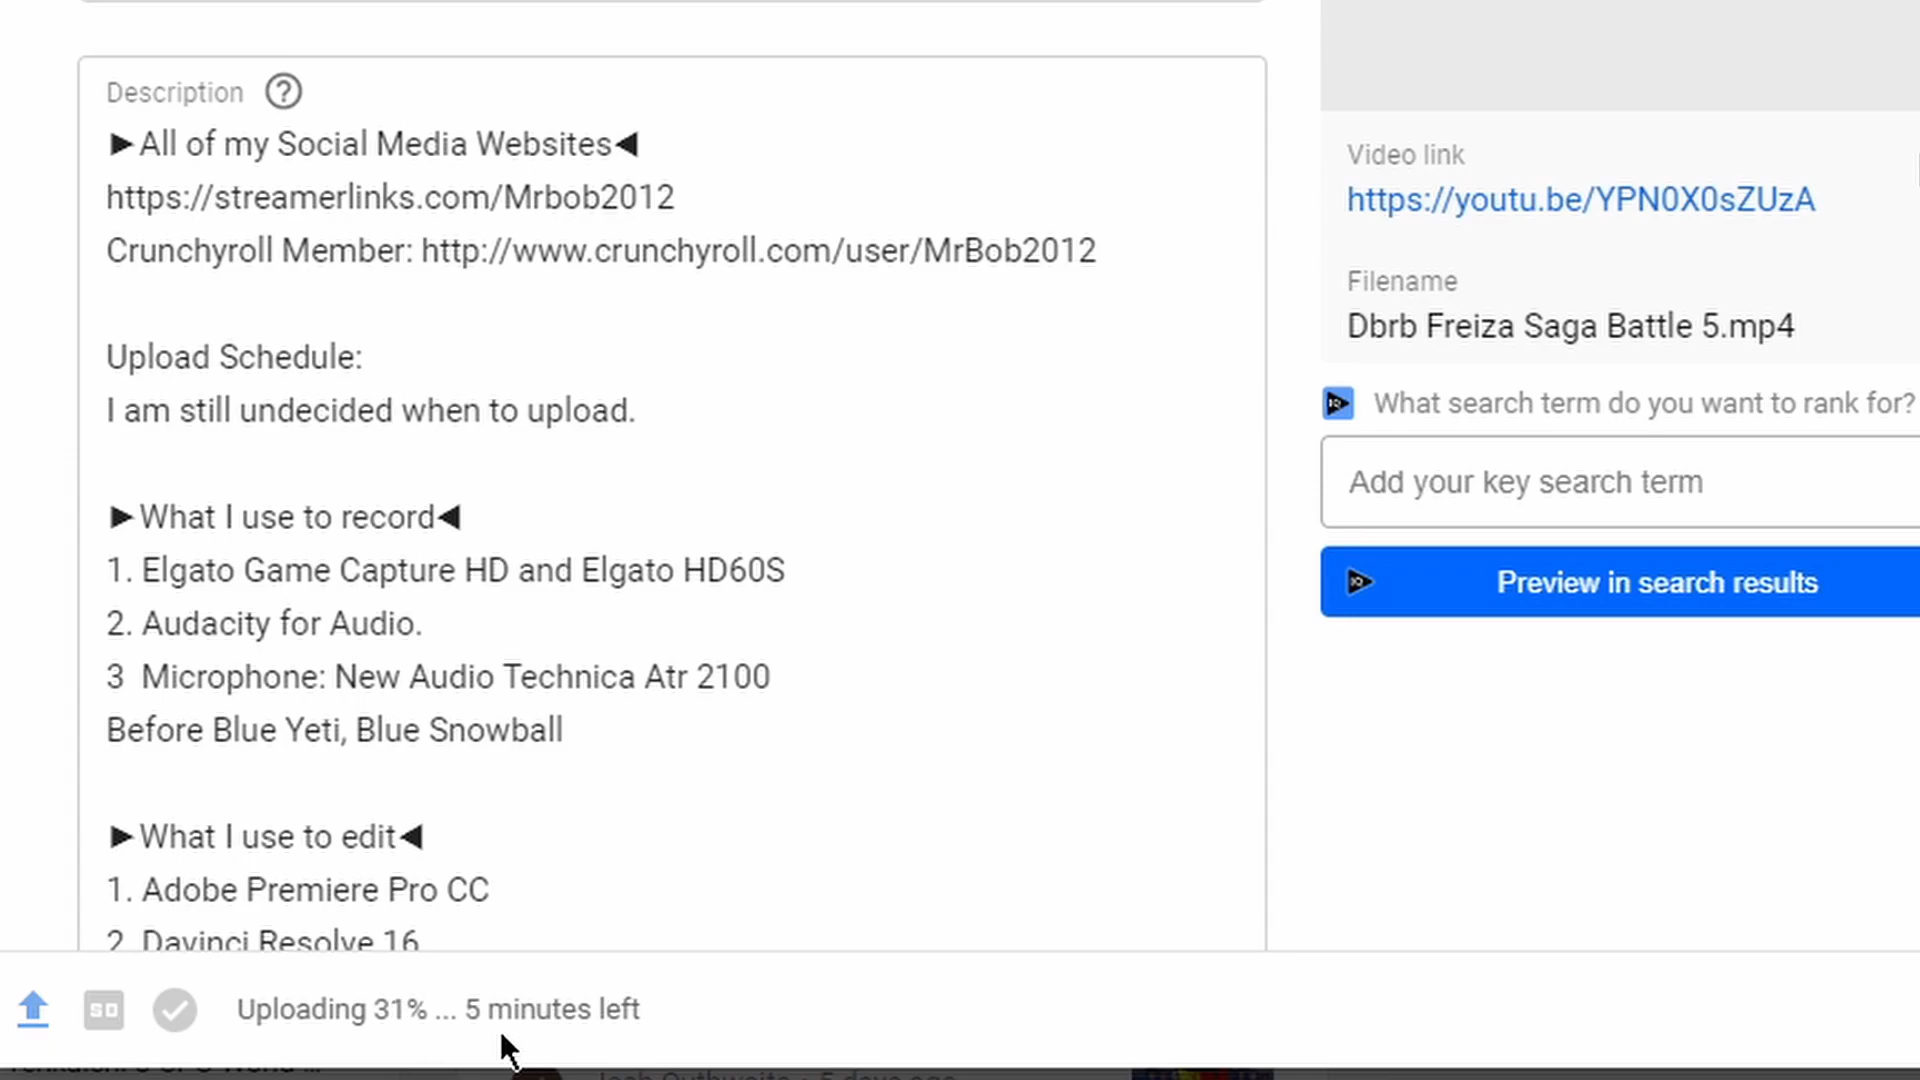 Description
►All of my Social Media Websites◄
https://streamerlinks.com/Mrbob2012
Crunchyroll Member: http://www.crunchyroll.com/user/MrBob2012
Upload Schedule:
I am still undecided when to upload.
►What I use to record◄
1. Elgato Game Capture HD and Elgato HD60S
2. Audacity for Audio.
3  Microphone: New Audio Technica Atr 2100
Before Blue Yeti, Blue Snowball
►What I use to edit◄
1. Adobe Premiere Pro CC
2. Davinci Resolve 16
Video link
https://youtu.be/YPN0X0sZUzA
Filename
Dbrb Freiza Saga Battle 5.mp4
What search term do you want to rank for?
Add your key search term
Preview in search results
SD
Uploading 31% ... 5 minutes left